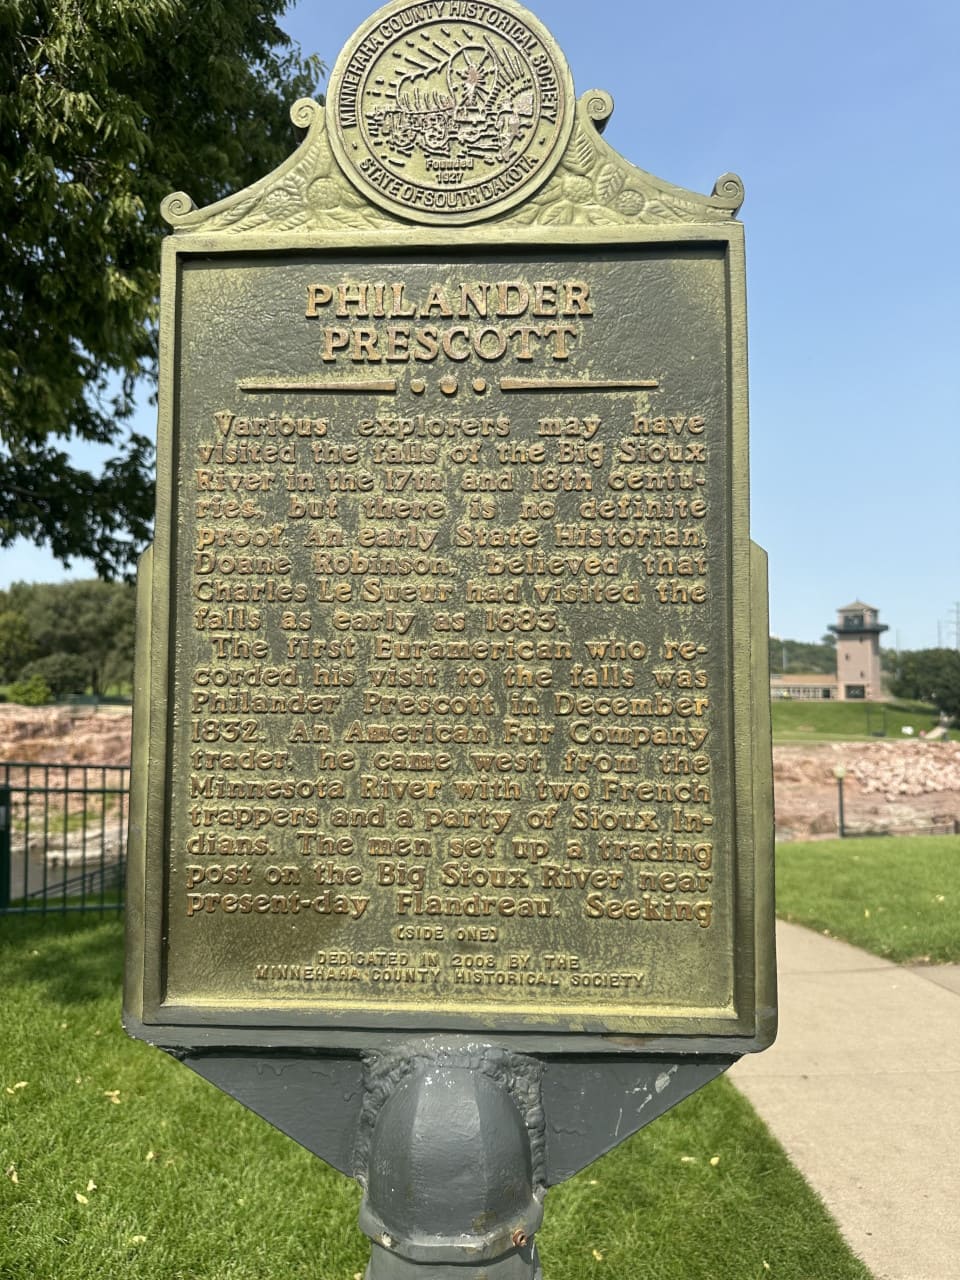 MINNEHAHA COUNTY HISTORICAL SOCIETY
Founded
1927
STATE OF SOUTH DAKOTA
PHILANDER
PRESCOTT
Various explorers may have
visited the falls of the Big Sioux
River in the 17th and 18th centu-
ries, but there is no definite
proof. An early State Historian,
Doane Robinson, believed that
Charles Le Sueur had visited the
falls as early as 1683.
The first Euramerican who re-
corded his visit to the falls was
Philander Prescott in December
1832. An American Fur Company
trader, he came west from the
Minnesota River with two French
trappers and a party of Sioux In-
dians. The men set up a trading
post on the Big Sioux River near
present-day Flandreau. Seeking
(SIDE ONE)
DEDICATED IN 2008 BY THE
MINNEHAHA COUNTY HISTORICAL SOCIETY